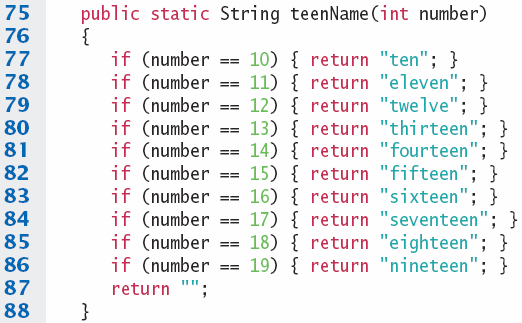 75 public static String teenName(int number)
76 {
77 if (number == 10) { return "ten"; }
78 if (number == 11) { return "eleven"; }
79 if (number == 12) { return "twelve"; }
80 if (number == 13) { return "thirteen"; }
81 if (number == 14) { return "fourteen"; }
82 if (number == 15) { return "fifteen"; }
83 if (number == 16) { return "sixteen"; }
84 if (number == 17) { return "seventeen"; }
85 if (number == 18) { return "eighteen"; }
86 if (number == 19) { return "nineteen"; }
87 return "";
88 }